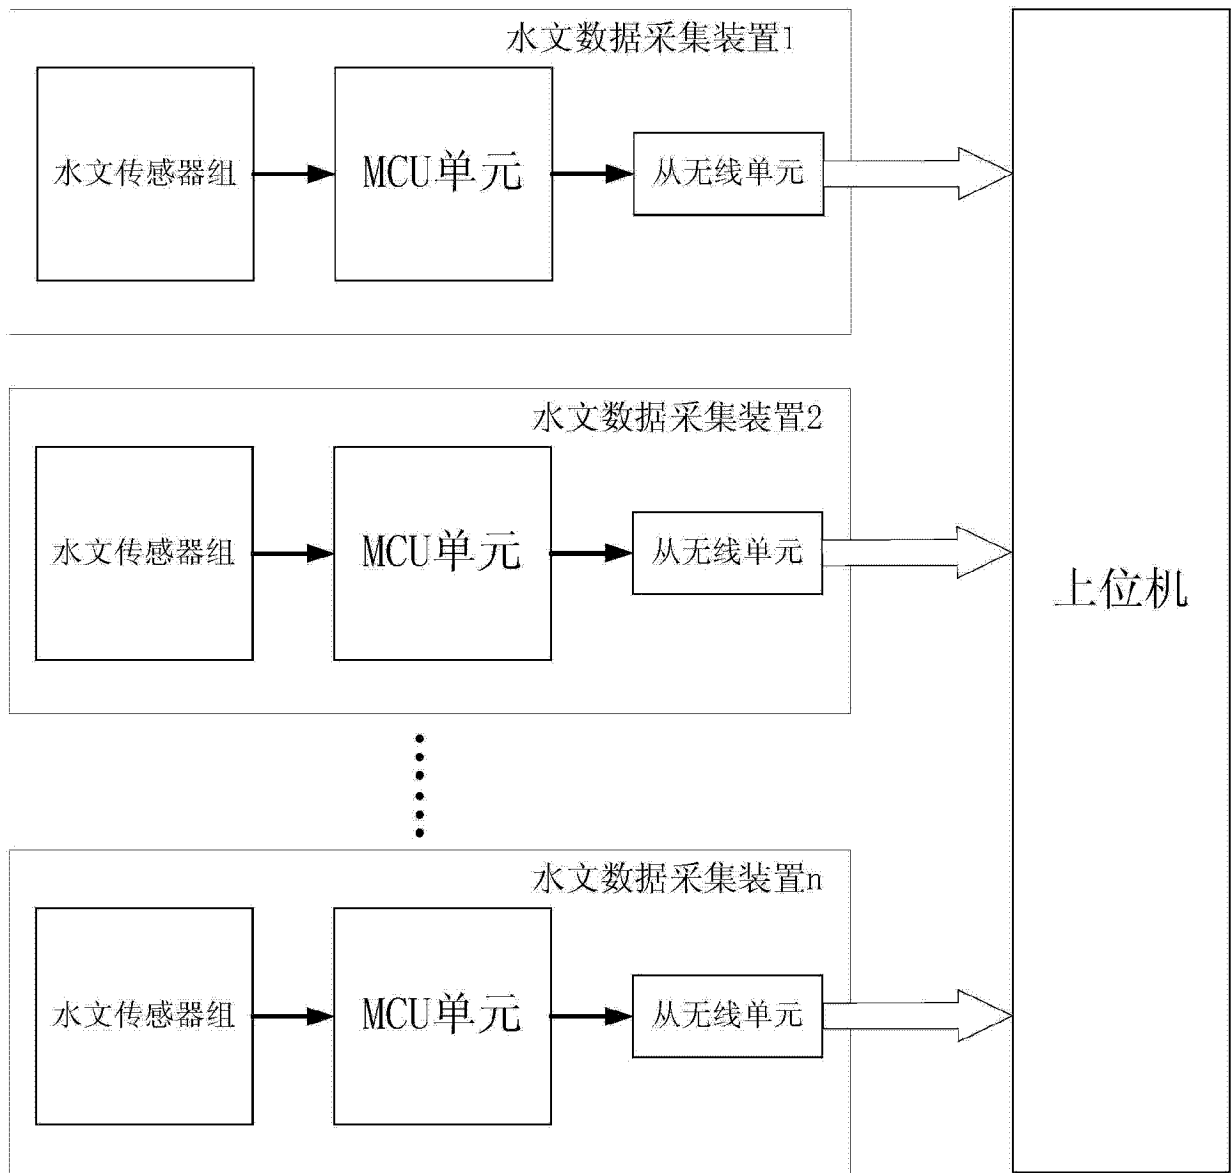 水文数据采集装置1
水文传感器组
MCU单元
从无线单元
水文数据采集装置2
水文传感器组
MCU单元
从无线单元
上位机
水文数据采集装置n
水文传感器组
MCU单元
从无线单元